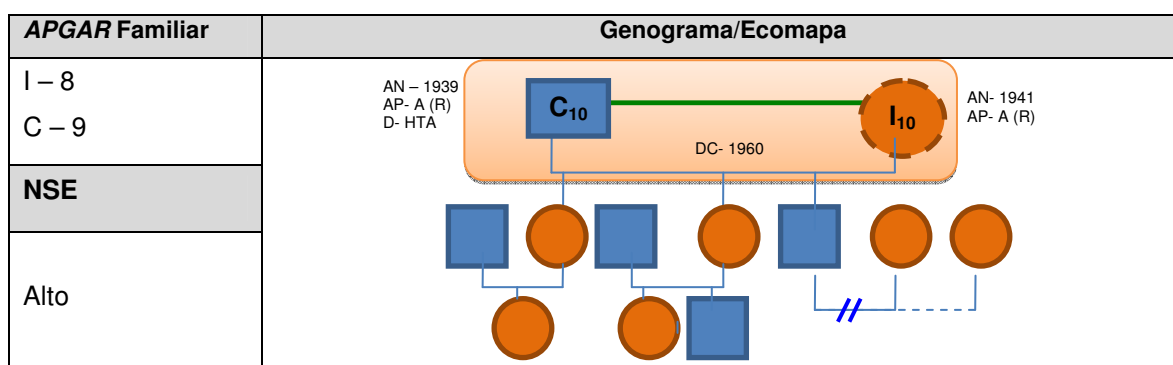 APGAR Familiar
Genograma/Ecomapa
I – 8
C – 9
NSE
Alto
AN – 1939
AP- A (R)
D- HTA
C10
I10
AN- 1941
AP- A (R)
DC- 1960